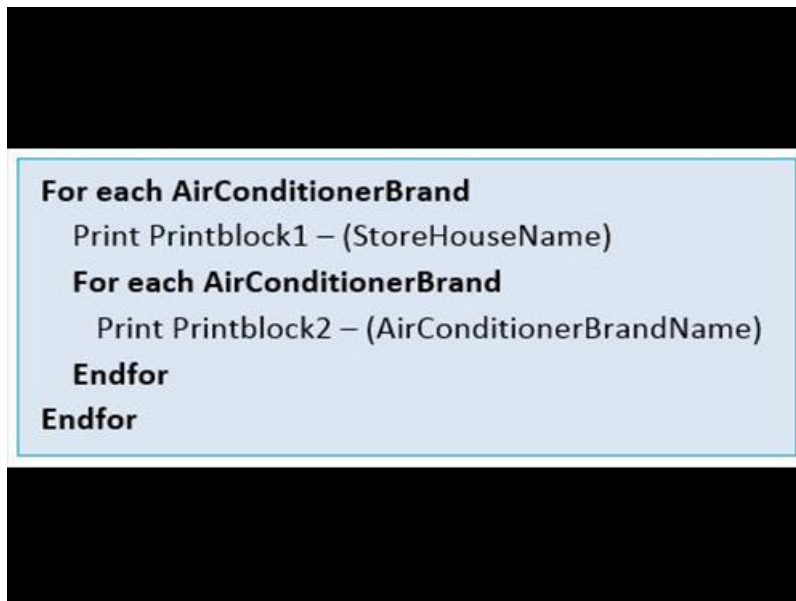 For each AirConditionerBrand
Print Printblock1 – (StoreHouseName)
For each AirConditionerBrand
Print Printblock2 – (AirConditionerBrandName)
Endfor
Endfor